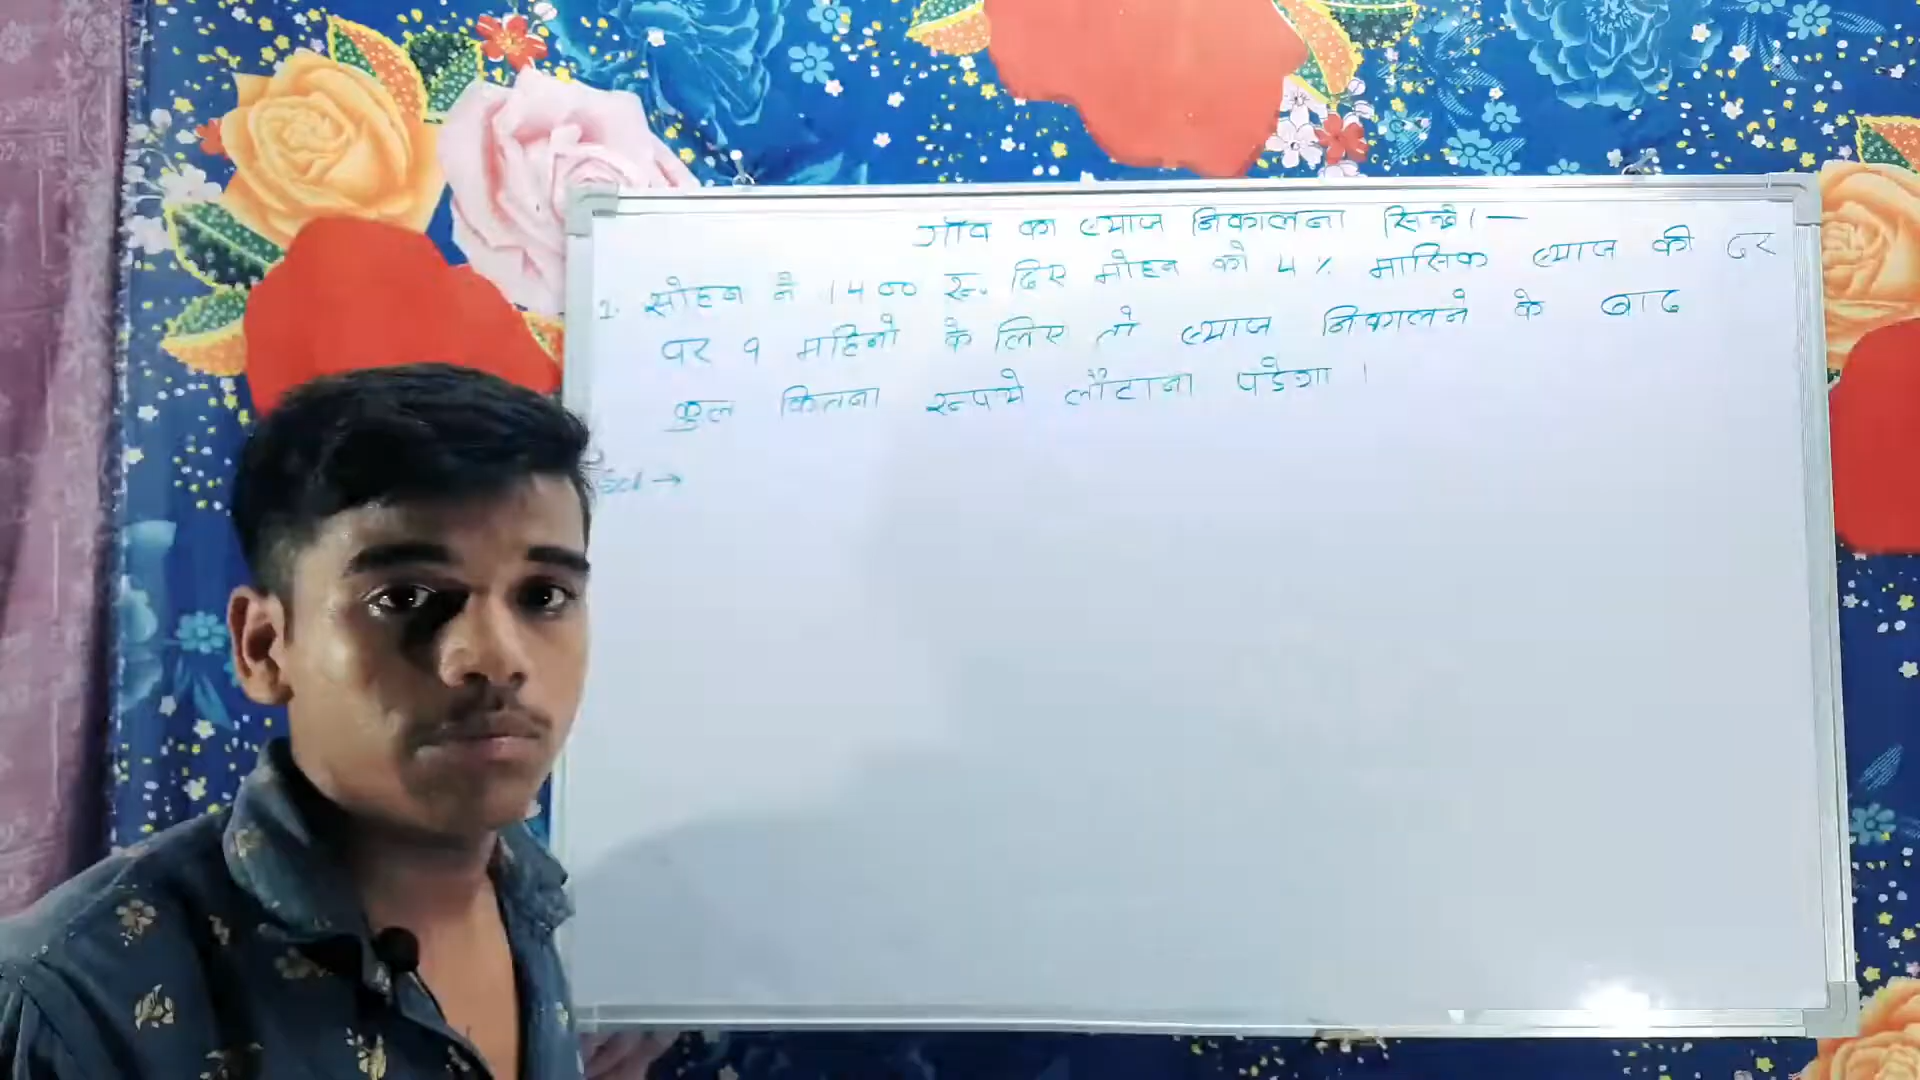 गाँव का ब्याज निकालना सिखे।—
1. सोहन ने 1400 रु. दिए मोहन को 4% मासिक ब्याज की दर
पर 9 महिनो के लिए तो ब्याज निकालने के बाद
कुल कितना रूपये लौटाना पडेगा।
Sol →